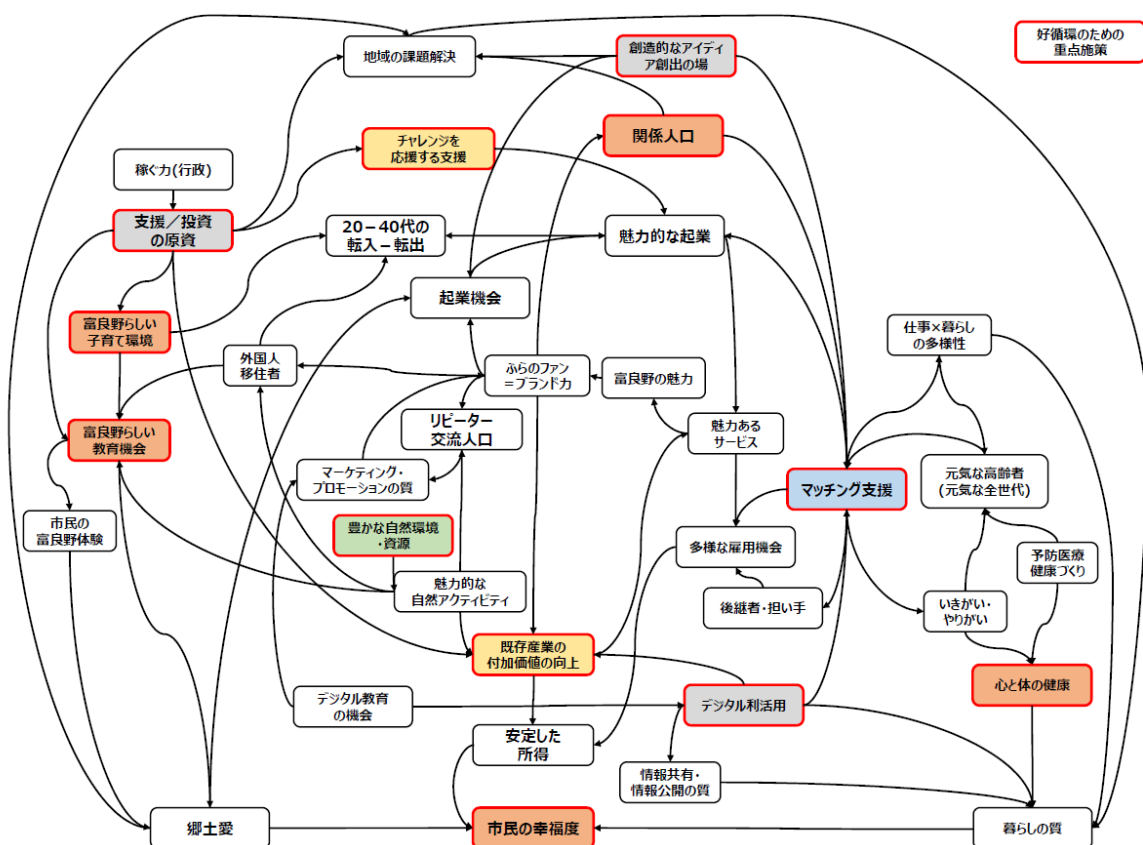 好循環のための
重点施策
地域の課題解決
創造的なアイディ
ア創出の場
チャレンジを
応援する支援
関係人口
稼ぐ力(行政)
支援／投資
の原資
20－40代の
転入－転出
魅力的な起業
起業機会
富良野らしい
子育て環境
外国人
移住者
ふらのファン
＝ブランド力
富良野の魅力
仕事×暮らし
の多様性
リピーター
交流人口
魅力ある
サービス
富良野らしい
教育機会
マーケティング・
プロモーションの質
マッチング支援
元気な高齢者
(元気な全世代)
市民の
富良野体験
豊かな自然環境
・資源
多様な雇用機会
予防医療
健康づくり
魅力的な
自然アクティビティ
後継者・担い手
いきがい・
やりがい
既存産業の
付加価値の向上
心と体の健康
デジタル教育
の機会
デジタル利活用
安定した
所得
情報共有・
情報公開の質
郷土愛
市民の幸福度
暮らしの質